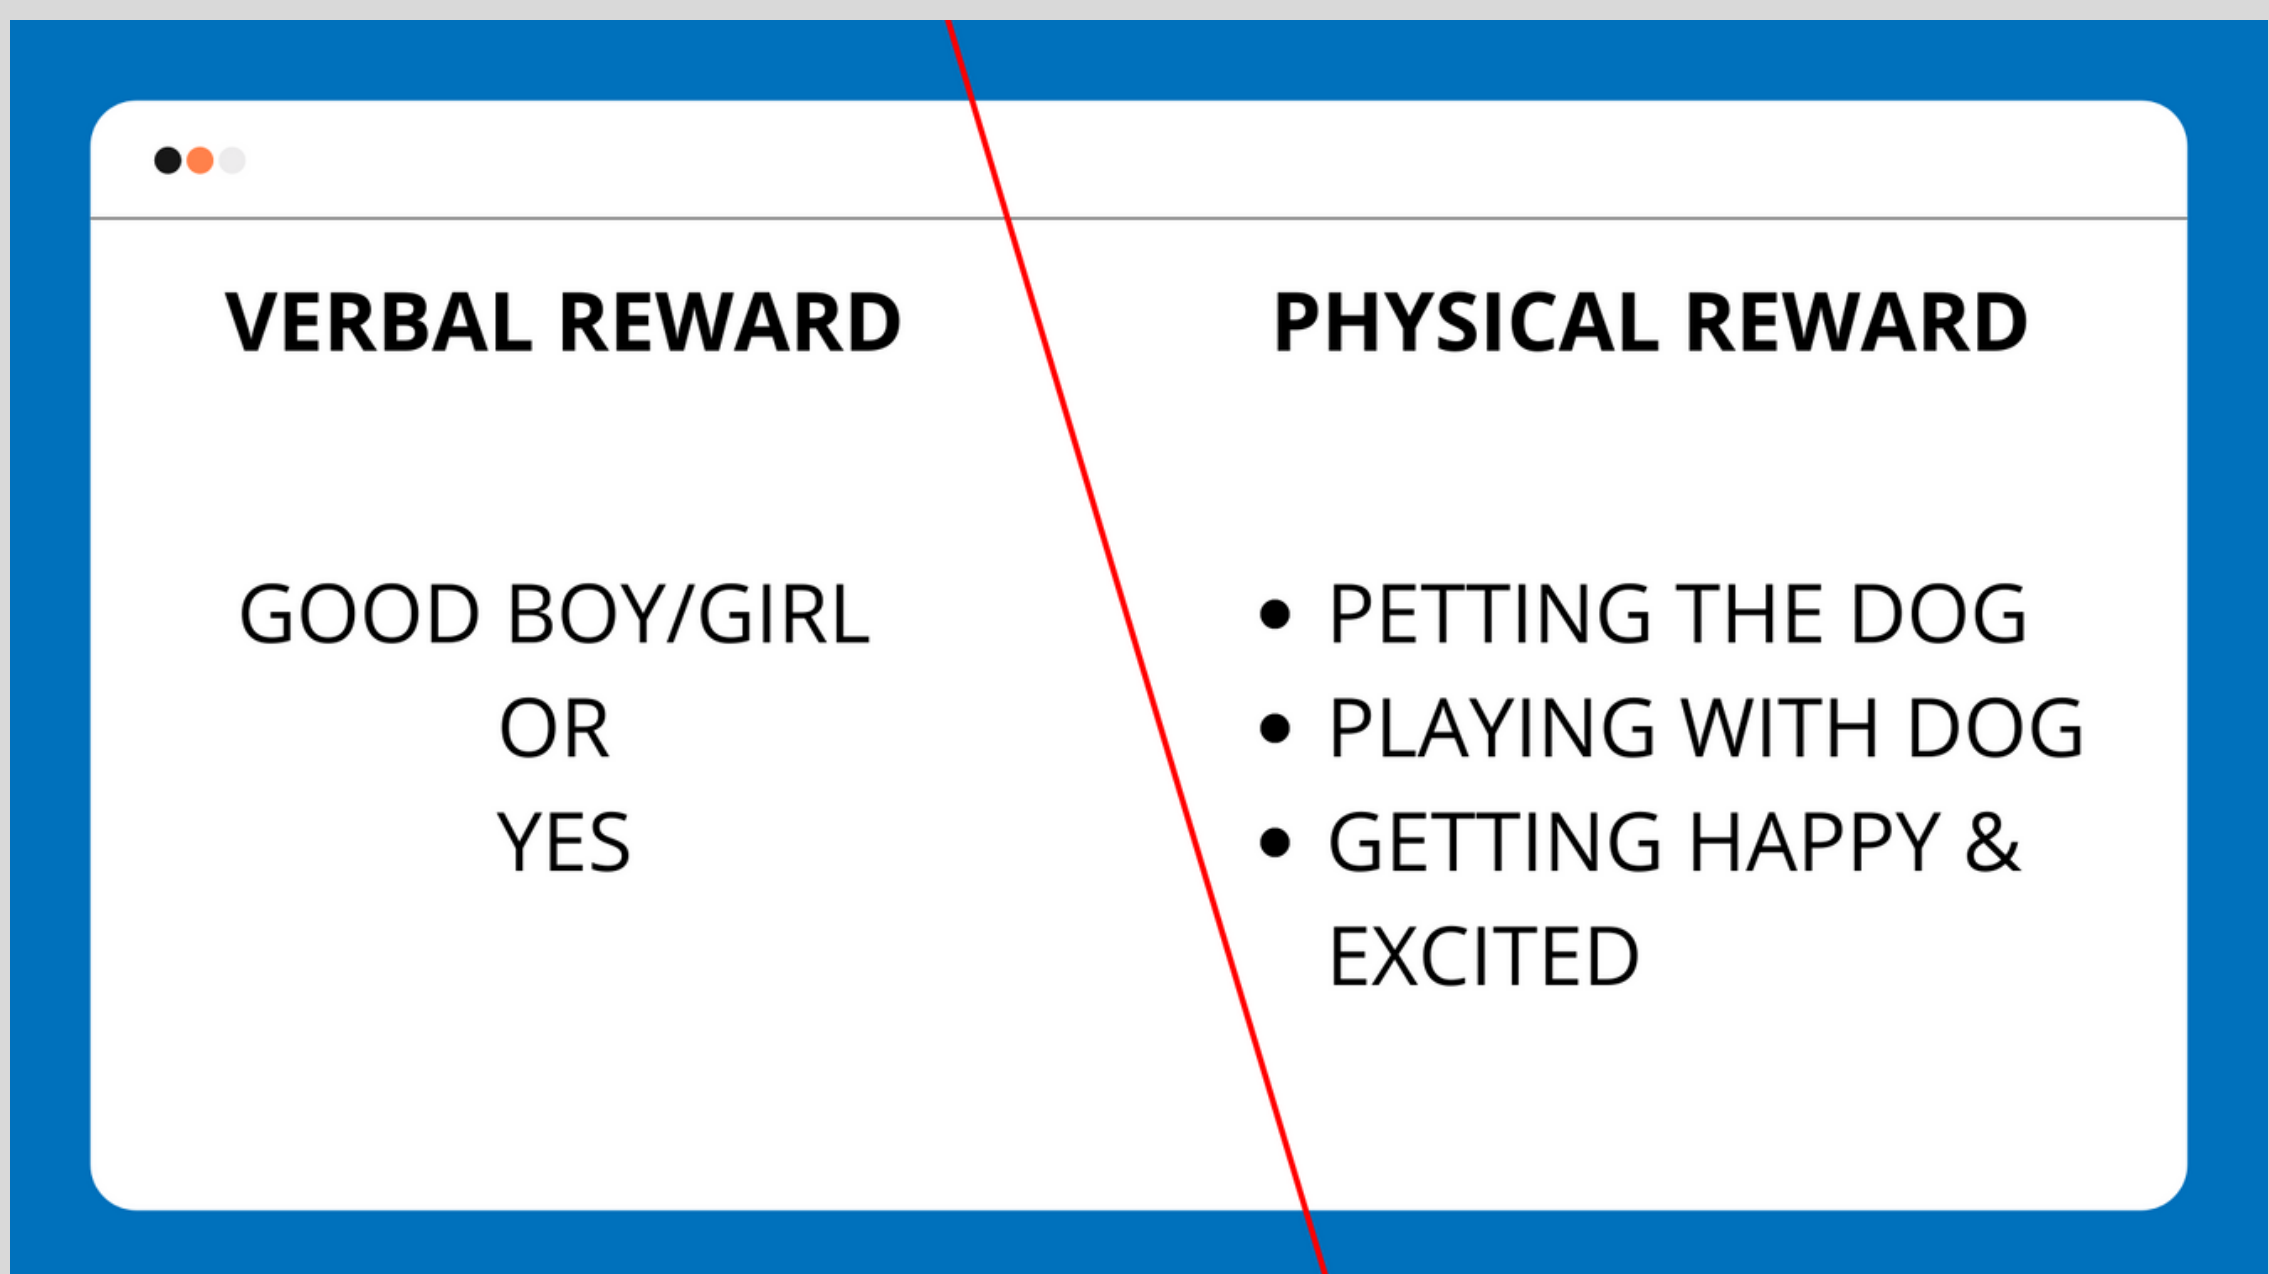 VERBAL REWARD
GOOD BOY/GIRL
OR
YES
PHYSICAL REWARD
• PETTING THE DOG
• PLAYING WITH DOG
• GETTING HAPPY &
EXCITED